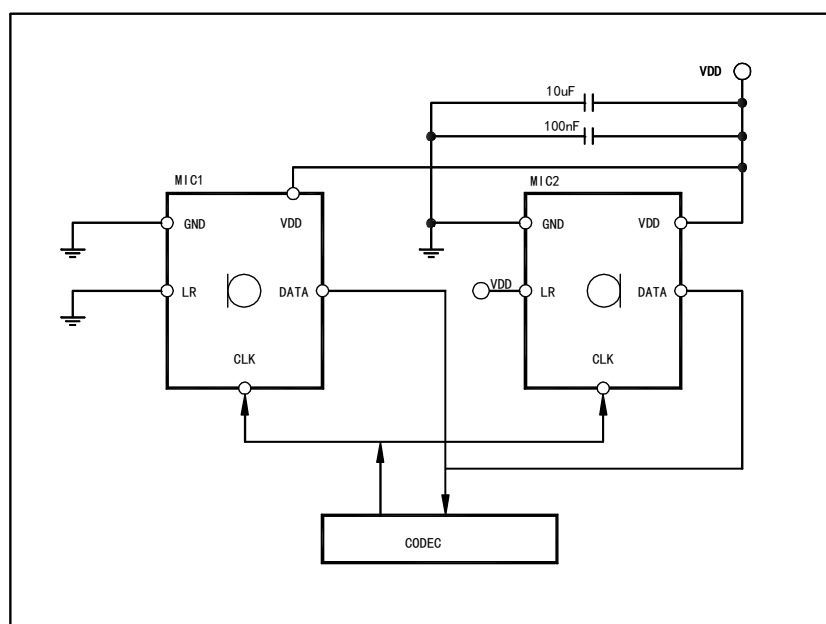 VDD
10uF
100nF
MIC1
MIC2
GND
VDD
GND
VDD
LR
DATA
VDD
LR
DATA
CLK
CLK
CODEC